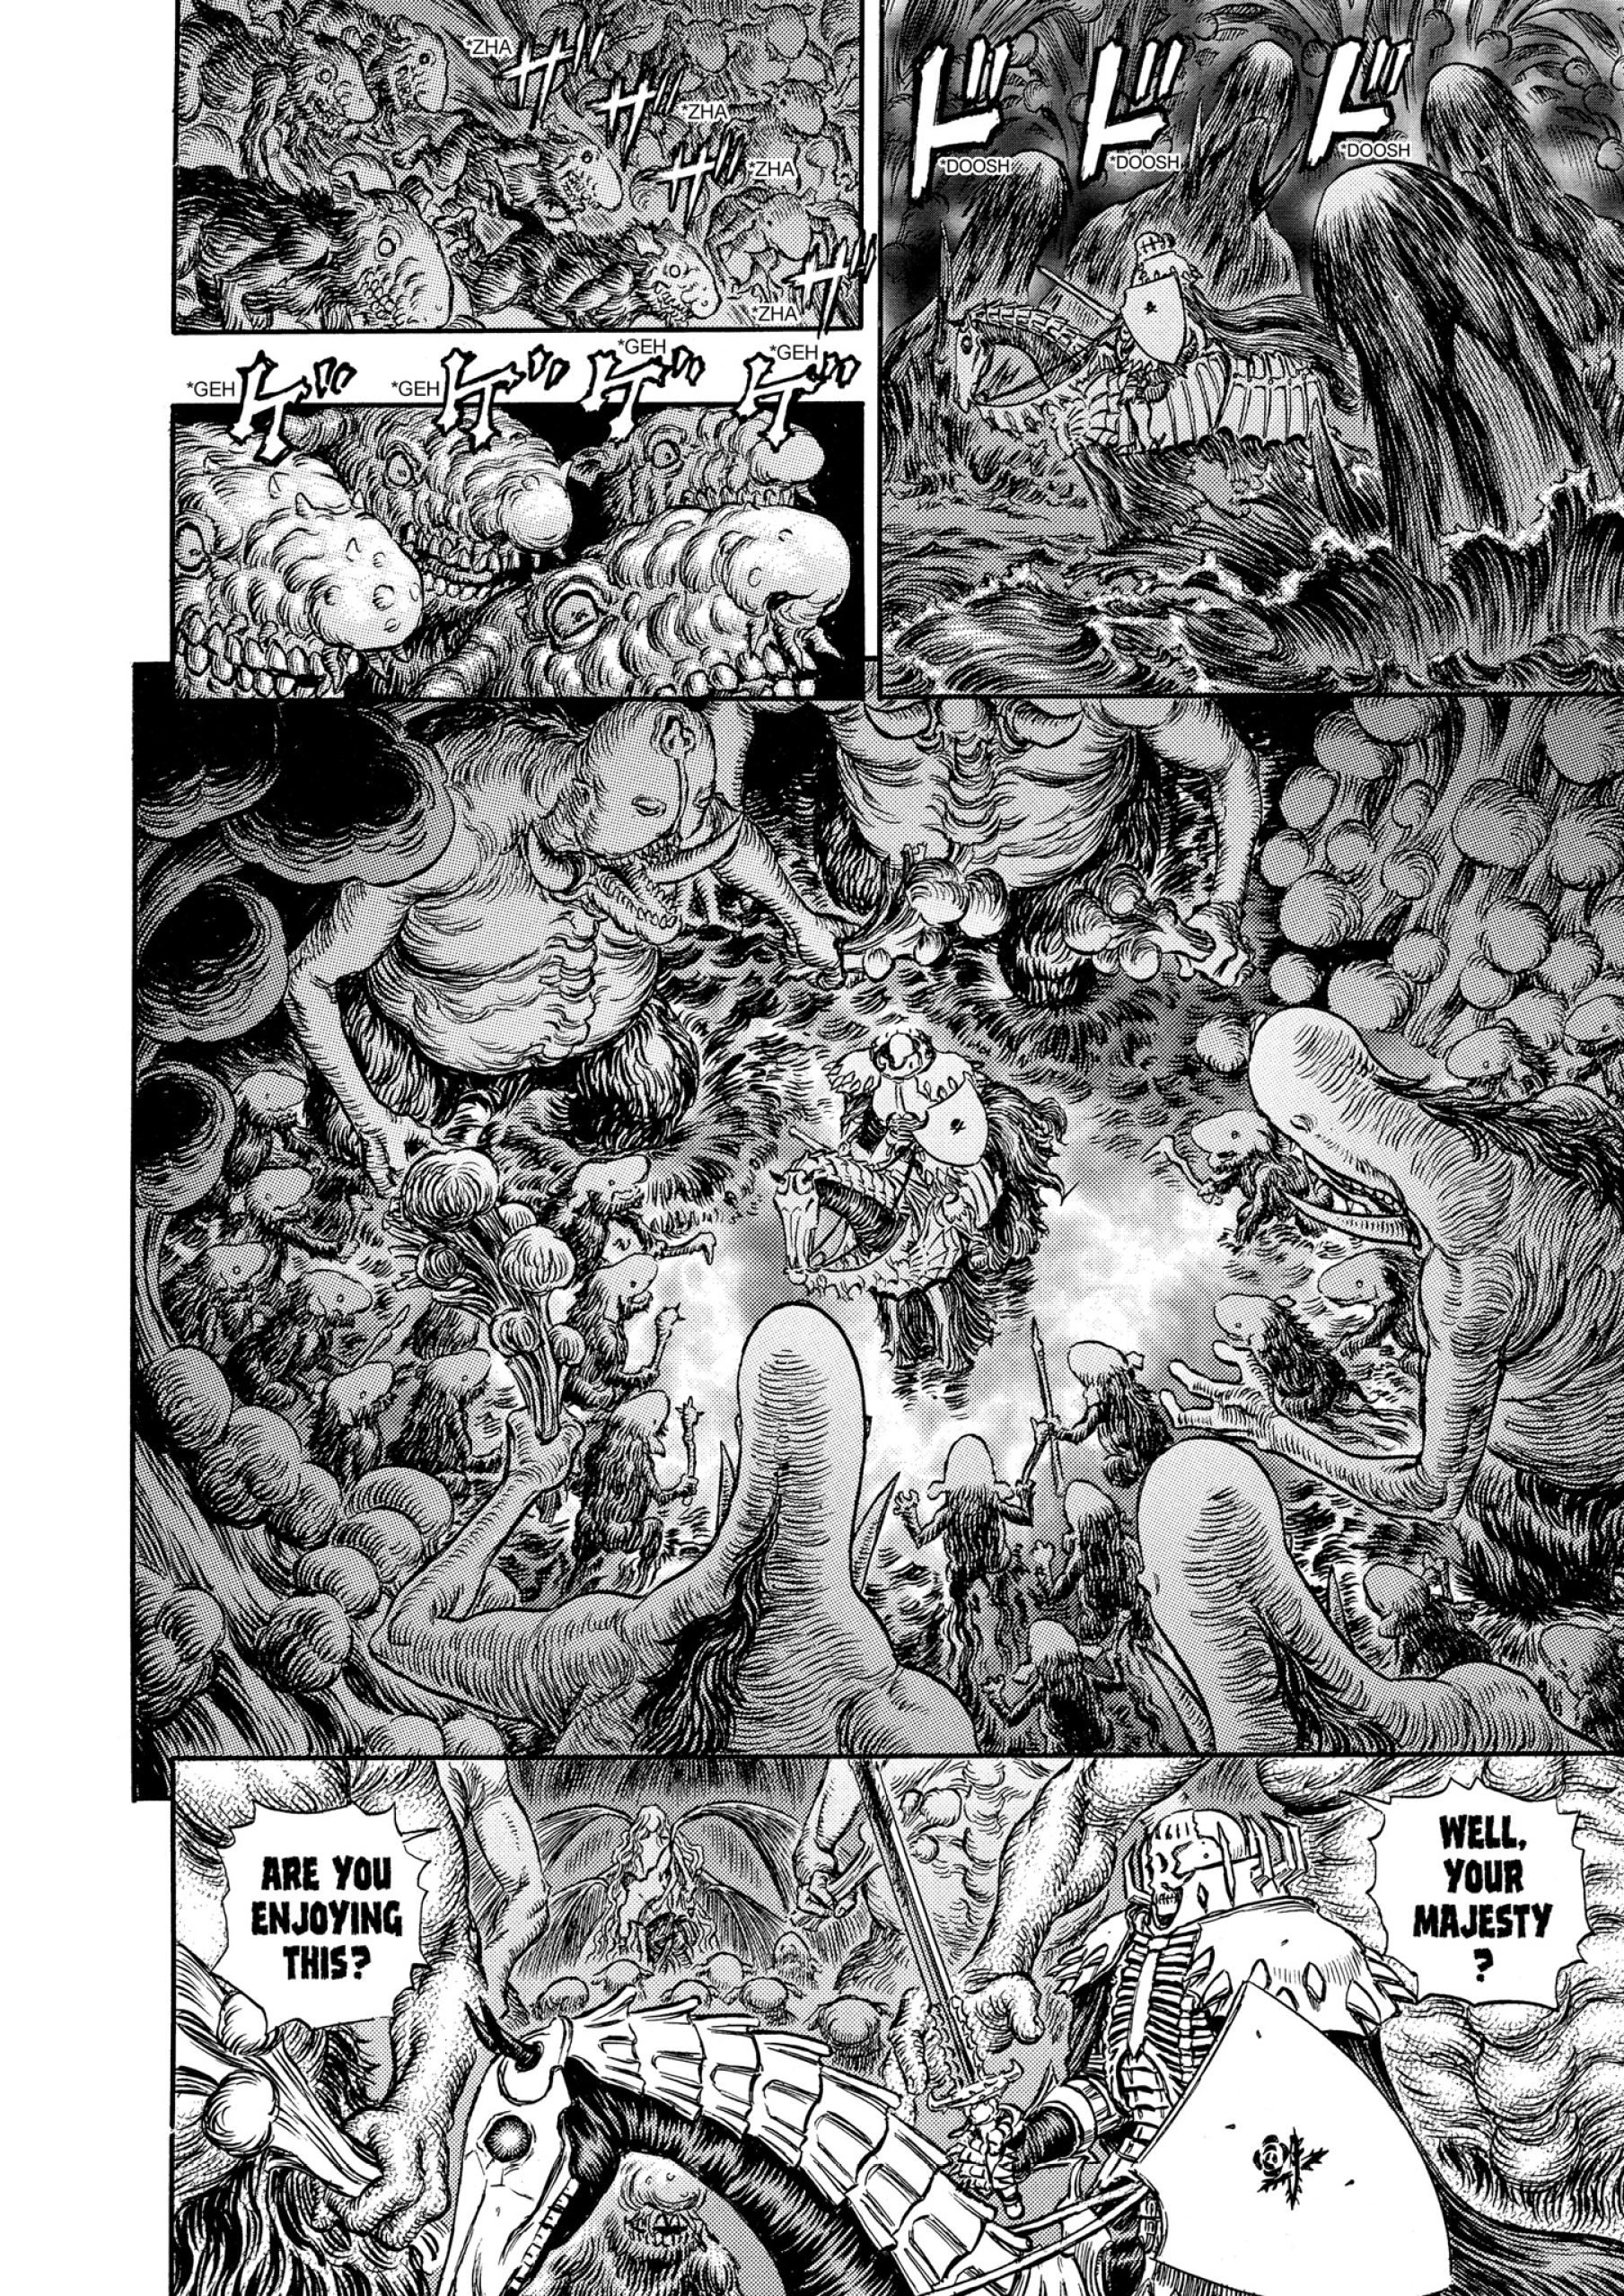 ド ド ド
*DOOSH
*DOOSH
*DOOSH
*ZHA
ザ
*ZHA
ザ
*ZHA
ザ
*ZHA
ザ
*GEH
ゲ
*GEH
ゲ
*GEH
ゲ
*GEH
ゲ
WELL,
YOUR
MAJESTY
?
ARE YOU
ENJOYING
THIS?